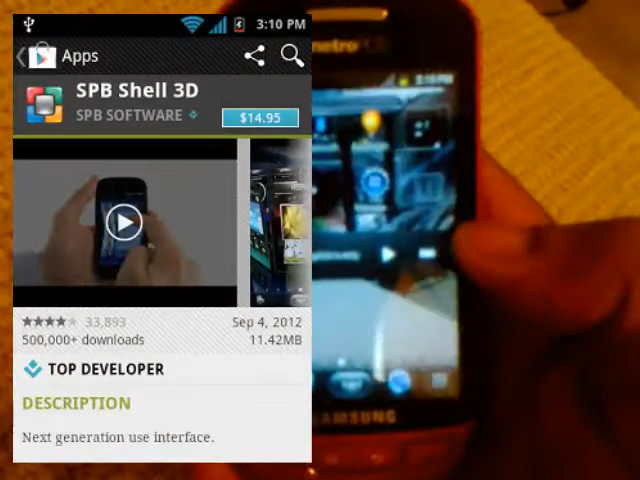 3:10 PM
Apps
SPB Shell 3D
SPB SOFTWARE
$14.95
33,893
Sep 4, 2012
500,000+ downloads
11.42MB
TOP DEVELOPER
DESCRIPTION
Next generation use interface.
metro
SAMSUNG